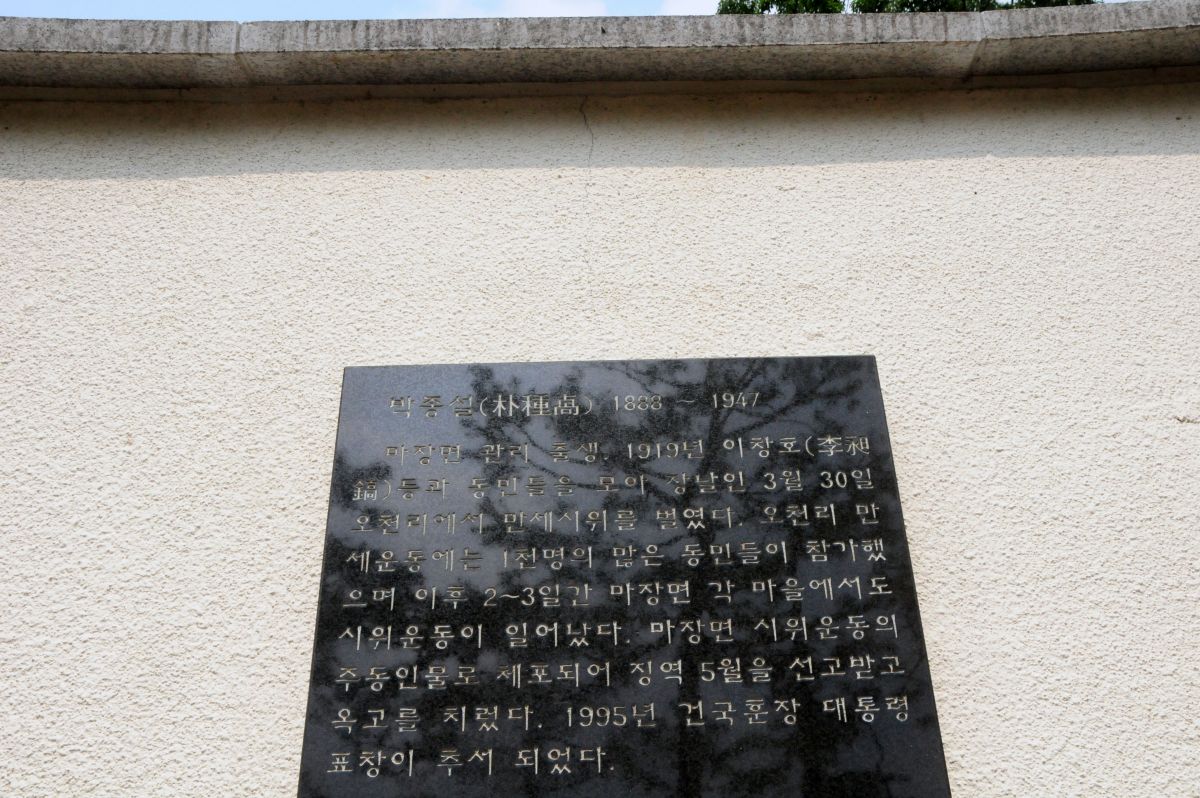 박종설(朴種卨) 1888 ~ 1947
마장면 관리 출생. 1919년 이창호(李昶
鎬)등과 동민들을 모아 장날인 3월 30일
오천리에서 만세시위를 벌였다. 오천리 만
세운동에는 1천명의 많은 동민들이 참가했
으며 이후 2~3일간 마장면 각 마을에서도
시위운동이 일어났다. 마장면 시위운동의
주동인물로 체포되어 징역 5월을 선고받고
옥고를 치렀다. 1995년 건국훈장 대통령
표창이 추서 되었다.